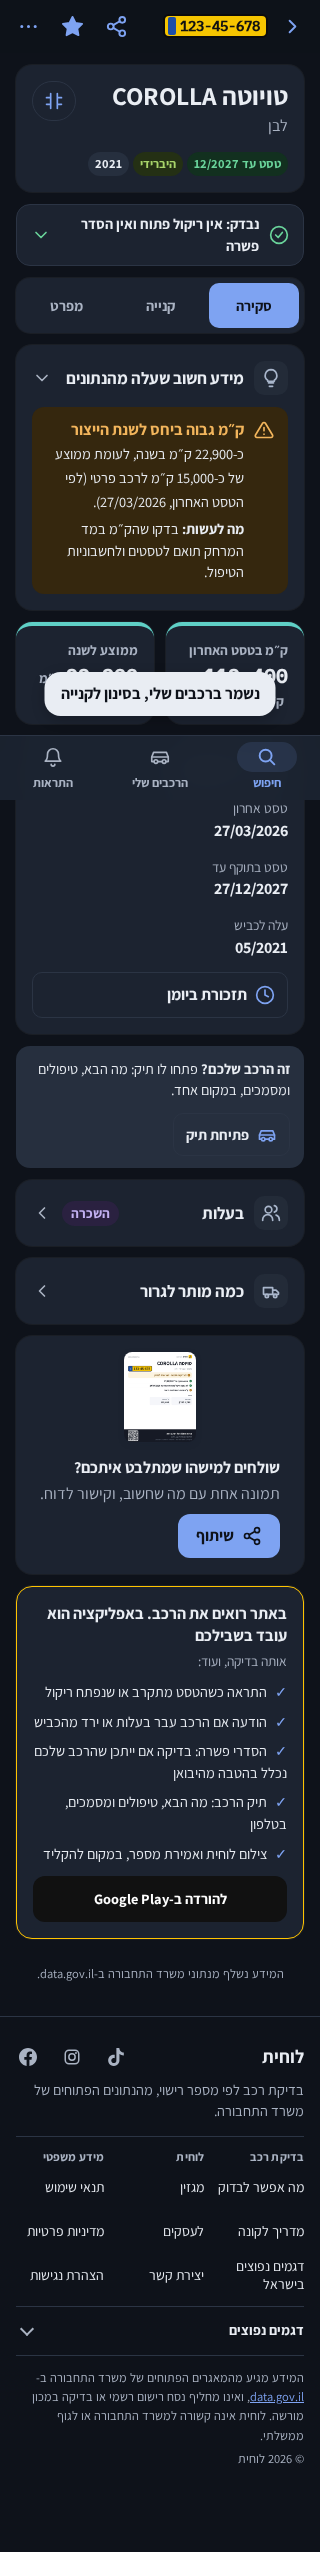 123-45-678
טויוטה COROLLA
לבן
טסט עד 12/2027
היברידי
2021
נבדק: אין ריקול פתוח ואין הסדר
פשרה
סקירה
קנייה
מפרט
מידע חשוב שעלה מהנתונים
ק״מ גבוה ביחס לשנת הייצור
כ-22,900 ק״מ בשנה, לעומת ממוצע
של כ-15,000 ק״מ לרכב פרטי (לפי
הטסט האחרון, 27/03/2026).
מה לעשות: בדקו שהק״מ במד
המרחק תואם לטסטים ולחשבוניות
הטיפול.
ק״מ בטסט האחרון
ממוצע לשנה
נשמר ברכבים שלי, בסינון לקנייה
חיפוש
הרכבים שלי
התראות
טסט אחרון
27/03/2026
טסט בתוקף עד
27/12/2027
עלה לכביש
05/2021
תזכורת ביומן
זה הרכב שלכם? פתחו לו תיק: מה הבא, טיפולים
ומסמכים, במקום אחד.
פתיחת תיק
בעלות
השכרה
כמה מותר לגרור
שולחים למישהו שמתלבט איתכם?
תמונה אחת עם מה שחשוב, וקישור לדוח.
שיתוף
באתר רואים את הרכב. באפליקציה הוא
עובד בשבילכם
אותה בדיקה, ועוד:
✓ התראה כשהטסט מתקרב או שנפתח ריקול
✓ הודעה אם הרכב עבר בעלות או ירד מהכביש
✓ הסדרי פשרה: בדיקה אם ייתכן שהרכב שלכם
נכלל בהטבה מהיבואן
✓ תיק הרכב: מה הבא, טיפולים ומסמכים,
בטלפון
✓ צילום לוחית ואמירת מספר, במקום להקליד
להורדה ב-Google Play
המידע נשלף מנתוני משרד התחבורה ב-data.gov.il.
לוחית
בדיקת רכב לפי מספר רישוי, מהנתונים הפתוחים של
משרד התחבורה.
בדיקת רכב
לוחית
מידע משפטי
מה אפשר לבדוק
מגזין
תנאי שימוש
מדריך לקונה
לעסקים
מדיניות פרטיות
דגמים נפוצים
בישראל
יצירת קשר
הצהרת נגישות
דגמים נפוצים
המידע מגיע מהמאגרים הפתוחים של משרד התחבורה ב-
data.gov.il, ואינו מחליף נסח רישום רשמי או בדיקה במכון
מורשה. לוחית אינה קשורה למשרד התחבורה או לגוף
ממשלתי.
© 2026 לוחית